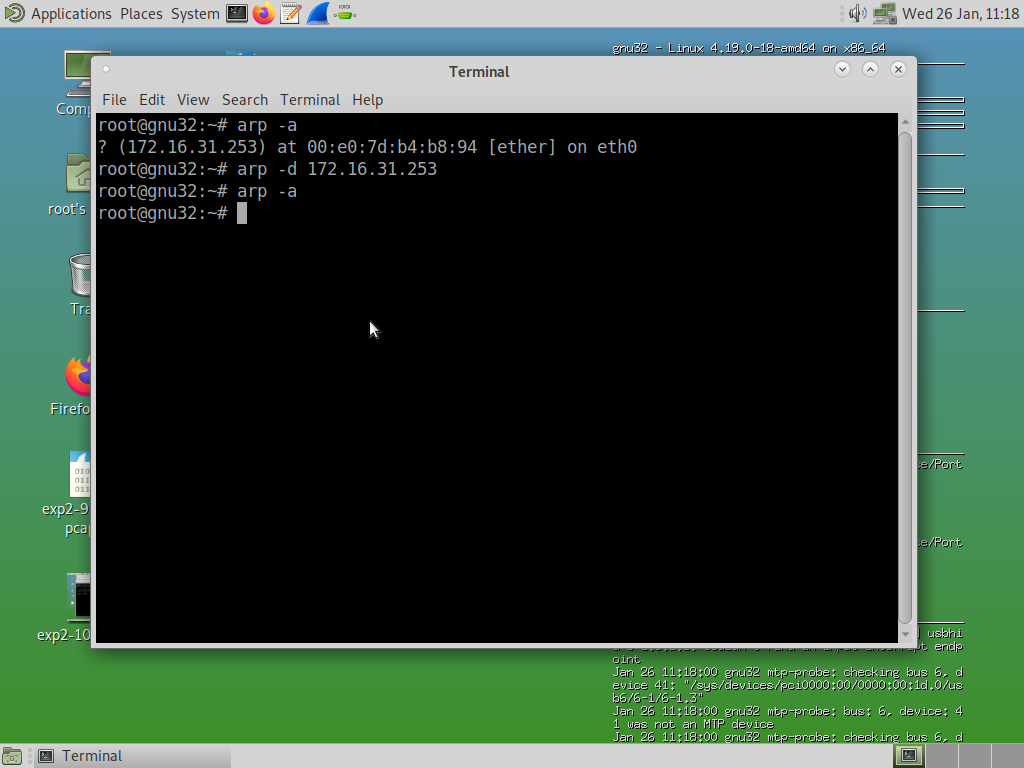 Applications Places System Wed 26 Jan, 11:18
gnu32 - Linux 4.19.0-18-amd64 on x86_64
Terminal
File Edit View Search Terminal Help
root@gnu32:~# arp -a
? (172.16.31.253) at 00:e0:7d:b4:b8:94 [ether] on eth0
root@gnu32:~# arp -d 172.16.31.253
root@gnu32:~# arp -a
root@gnu32:~#
Comp
root's
Tra
Firefo
exp2-9
pcap
exp2-10
ce/Port
ce/Port
] usbhi
endp
oint
Jan 26 11:18:00 gnu32 mtp-probe: checking bus 6, d
evice 41: "/sys/devices/pci0000:00/0000:00:1d.0/us
b6/6-1/6-1.3"
Jan 26 11:18:00 gnu32 mtp-probe: bus: 6, device: 4
1 was not an MTP device
Jan 26 11:18:00 gnu32 mtp-probe: checking bus 6, d
Terminal